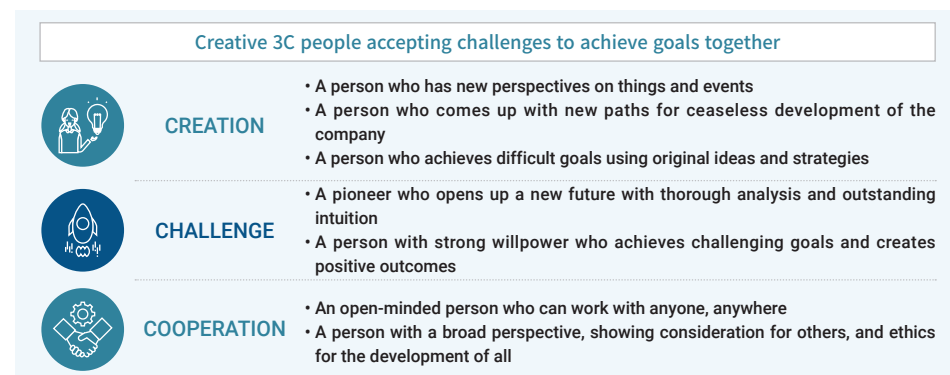 Creative 3C people accepting challenges to achieve goals together
CREATION
• A person who has new perspectives on things and events
• A person who comes up with new paths for ceaseless development of the
company
• A person who achieves difficult goals using original ideas and strategies
CHALLENGE
• A pioneer who opens up a new future with thorough analysis and outstanding
intuition
• A person with strong willpower who achieves challenging goals and creates
positive outcomes
COOPERATION
• An open-minded person who can work with anyone, anywhere
• A person with a broad perspective, showing consideration for others, and ethics
for the development of all